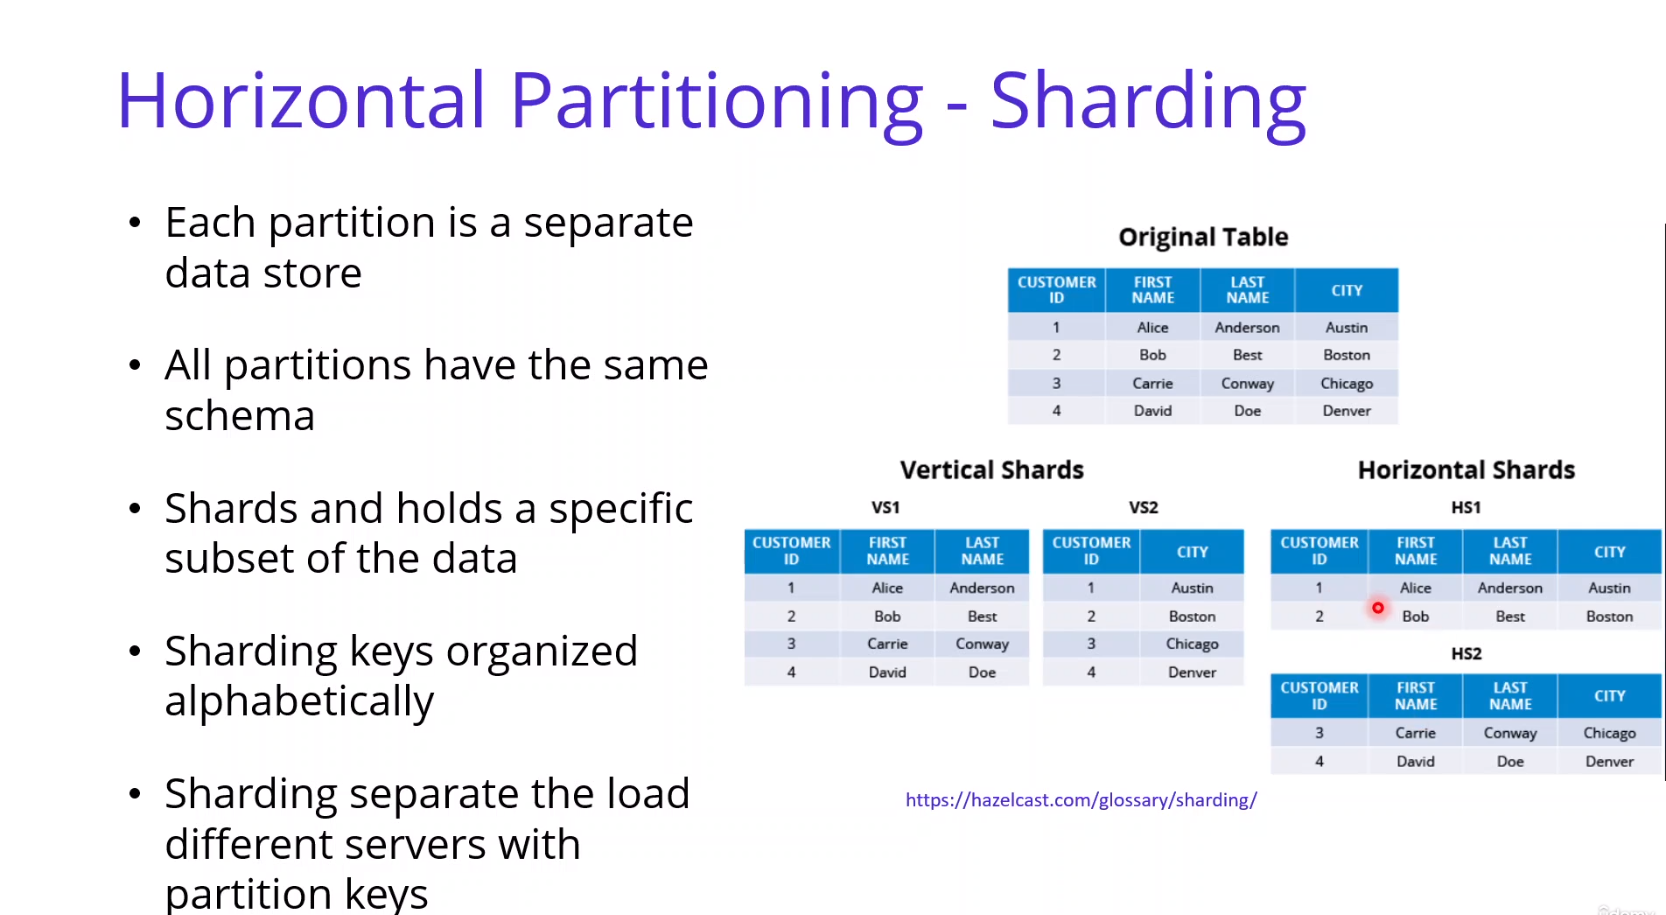 Horizontal Partitioning - Sharding
• Each partition is a separate
data store
• All partitions have the same
schema
• Shards and holds a specific
subset of the data
• Sharding keys organized
alphabetically
• Sharding separate the load
different servers with
partition keys
Original Table
CUSTOMER ID FIRST NAME LAST NAME CITY
1 Alice Anderson Austin
2 Bob Best Boston
3 Carrie Conway Chicago
4 David Doe Denver
Vertical Shards
VS1
CUSTOMER ID FIRST NAME LAST NAME
1 Alice Anderson
2 Bob Best
3 Carrie Conway
4 David Doe
VS2
CUSTOMER ID CITY
1 Austin
2 Boston
3 Chicago
4 Denver
Horizontal Shards
HS1
CUSTOMER ID FIRST NAME LAST NAME CITY
1 Alice Anderson Austin
2 Bob Best Boston
HS2
CUSTOMER ID FIRST NAME LAST NAME CITY
3 Carrie Conway Chicago
4 David Doe Denver
https://hazelcast.com/glossary/sharding/